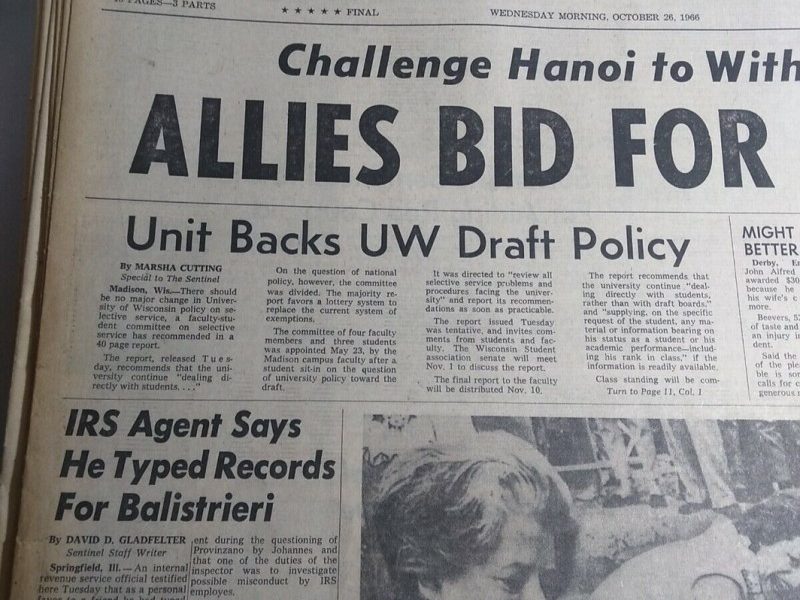 PAGES—3 PARTS
★ ★ ★ ★ ★ FINAL
WEDNESDAY MORNING, OCTOBER 26, 1966
Challenge Hanoi to With
ALLIES BID FOR
Unit Backs UW Draft Policy
By MARSHA CUTTING
Special to The Sentinel
Madison, Wis.—There should
be no major change in Univer-
sity of Wisconsin policy on se-
lective service, a faculty-stu-
dent committee on selective
service has recommended in a
40 page report.
The report, released Tues-
day, recommends that the uni-
versity continue "dealing di-
rectly with students. . . ."
On the question of national
policy, however, the committee
was divided. The majority re-
port favors a lottery system to
replace the current system of
exemptions.
The committee of four faculty
members and three students
was appointed May 23, by the
Madison campus faculty after a
student sit-in on the question
of university policy toward the
draft.
It was directed to "review all
selective service problems and
procedures facing the univer-
sity" and report its recommen-
dations as soon as practicable.
The report issued Tuesday
was tentative, and invites com-
ments from students and fac-
ulty. The Wisconsin Student
association senate will meet
Nov. 1 to discuss the report.
The final report to the faculty
will be distributed Nov. 10.
The report recommends that
the university continue "deal-
ing directly with students,
rather than with draft boards,"
and "supplying, on the specific
request of the student, any ma-
terial or information bearing on
his status as a student or his
academic performance—includ-
ing his rank in class," if the
information is readily available.
Class standing will be com-
Turn to Page 11, Col. 1
MIGHT
BETTER
Derby, E
John Alfred
awarded $30
because he
his wife's c
more.
Beevers, 5
of taste and
an injury i
dent.
Said the
of the ple
ble is som
calls for c
generous
IRS Agent Says
He Typed Records
For Balistrieri
By DAVID D. GLADFELTER
Sentinel Staff Writer
Springfield, Ill. — An internal
revenue service official testified
here Tuesday that as a personal
favor to a friend he had typed
ent during the questioning of
Provinzano by Johannes and
that one of the duties of the
inspector was to investigate
possible misconduct by IRS
employes.